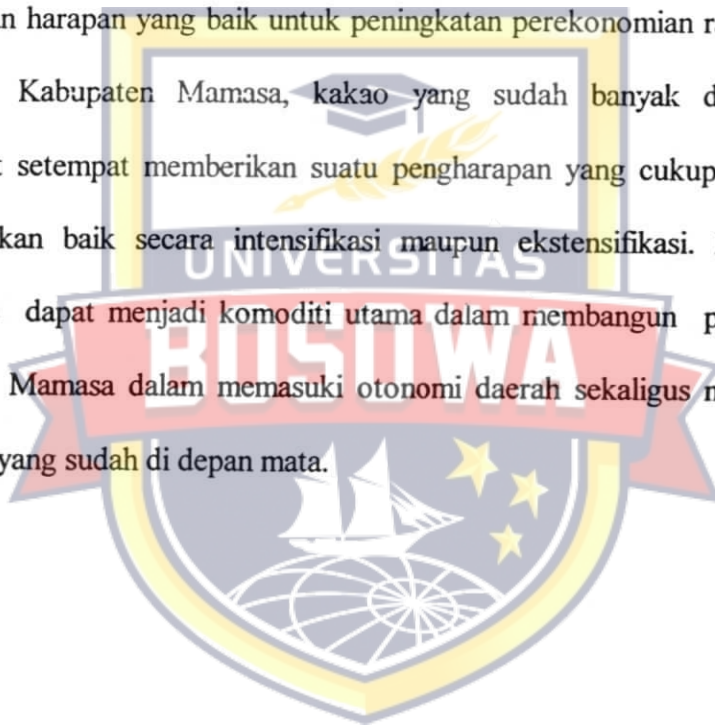 n harapan yang baik untuk peningkatan perekonomian r
Kabupaten Mamasa, kakao yang sudah banyak d
t setempat memberikan suatu pengharapan yang cukup
kan baik secara intensifikasi maupun ekstensifikasi.
UNIVERSITAS
dapat menjadi komoditi utama dalam membangun p
BOSOWA
Mamasa dalam memasuki otonomi daerah sekaligus n
yang sudah di depan mata.